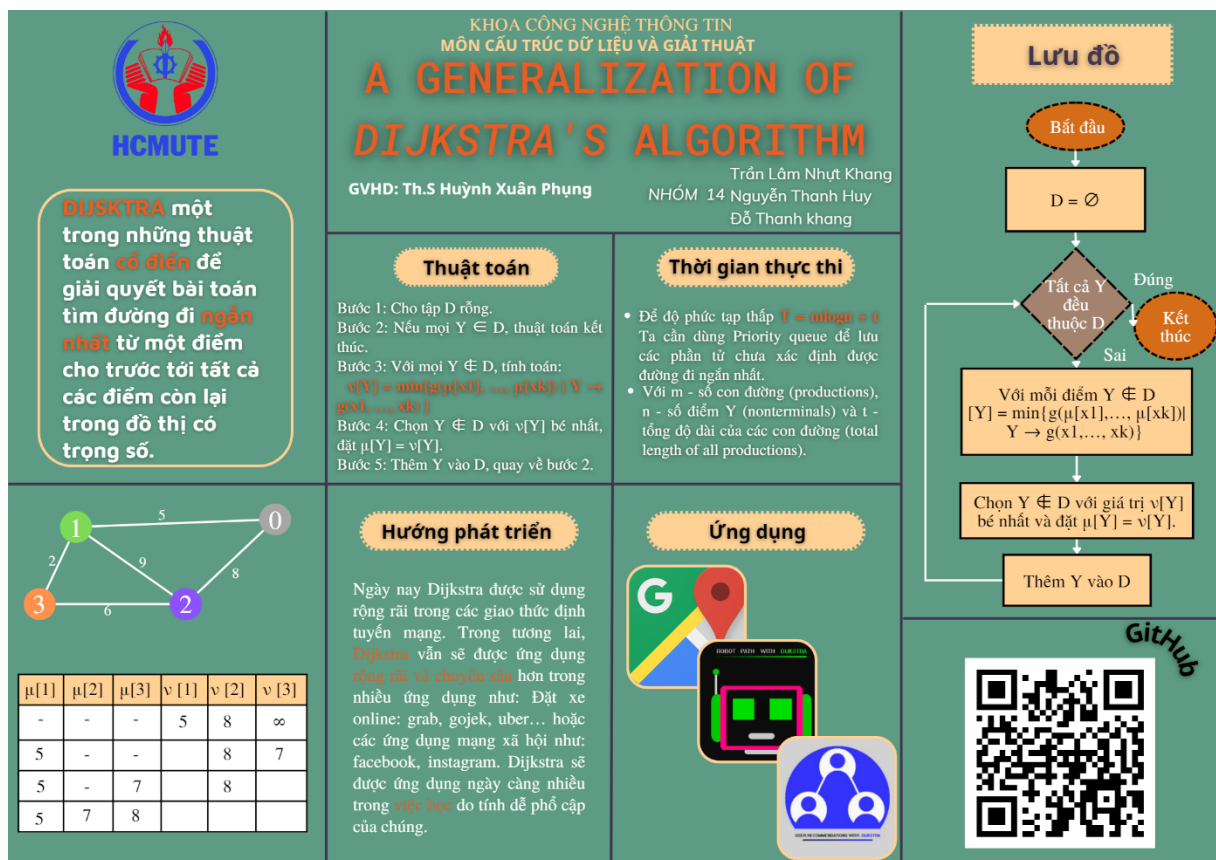 HCMUTE
KHOA CÔNG NGHỆ THÔNG TIN
MÔN CẤU TRÚC DỮ LIỆU VÀ GIẢI THUẬT
A GENERALIZATION OF
DIJKSTRA'S ALGORITHM
GVHD: Th.S Huỳnh Xuân Phụng
NHÓM 14
Trần Lâm Nhựt Khang
Nguyễn Thanh Huy
Đỗ Thanh khang
DIJSKTRA một
trong những thuật
toán cổ điển để
giải quyết bài toán
tìm đường đi ngắn
nhất từ một điểm
cho trước tới tất cả
các điểm còn lại
trong đồ thị có
trọng số.
Thuật toán
Bước 1: Cho tập D rỗng.
Bước 2: Nếu mọi Y ∈ D, thuật toán kết
thúc.
Bước 3: Với mọi Y ∉ D, tính toán:
ν[Y] = min{g(μ[x1], …, μ[xk]) | Y →
g(x1, …, xk)}
Bước 4: Chọn Y ∉ D với ν[Y] bé nhất,
đặt μ[Y] = ν[Y].
Bước 5: Thêm Y vào D, quay về bước 2.
Thời gian thực thi
• Để độ phức tạp thấp T = mlogn + t
Ta cần dùng Priority queue để lưu
các phần tử chưa xác định được
đường đi ngắn nhất.
• Với m - số con đường (productions),
n - số điểm Y (nonterminals) và t -
tổng độ dài của các con đường (total
length of all productions).
1
5
0
2
9
8
3
6
2
μ[1] μ[2] μ[3] ν [1] ν [2] ν [3]
- - - 5 8 ∞
5 - - 8 7
5 - 7 8
5 7 8
Hướng phát triển
Ngày nay Dijkstra được sử dụng
rộng rãi trong các giao thức định
tuyến mạng. Trong tương lai,
Dijkstra vẫn sẽ được ứng dụng
rộng rãi và chuyên sâu hơn trong
nhiều ứng dụng như: Đặt xe
online: grab, gojek, uber… hoặc
các ứng dụng mạng xã hội như:
facebook, instagram. Dijkstra sẽ
được ứng dụng ngày càng nhiều
trong việc học do tính dễ phổ cập
của chúng.
Ứng dụng
G
ROBOT PATH WITH DIJKSTRA
USER RECOMMENDATIONS WITH DIJKSTRA
Lưu đồ
Bắt đầu
D = ∅
Tất cả Y
đều
thuộc D
Đúng
Kết
thúc
Sai
Với mỗi điểm Y ∉ D
[Y] = min{g(μ[x1],…, μ[xk])|
Y → g(x1,…, xk)}
Chọn Y ∉ D với giá trị ν[Y]
bé nhất và đặt μ[Y] = ν[Y].
Thêm Y vào D
GitHub